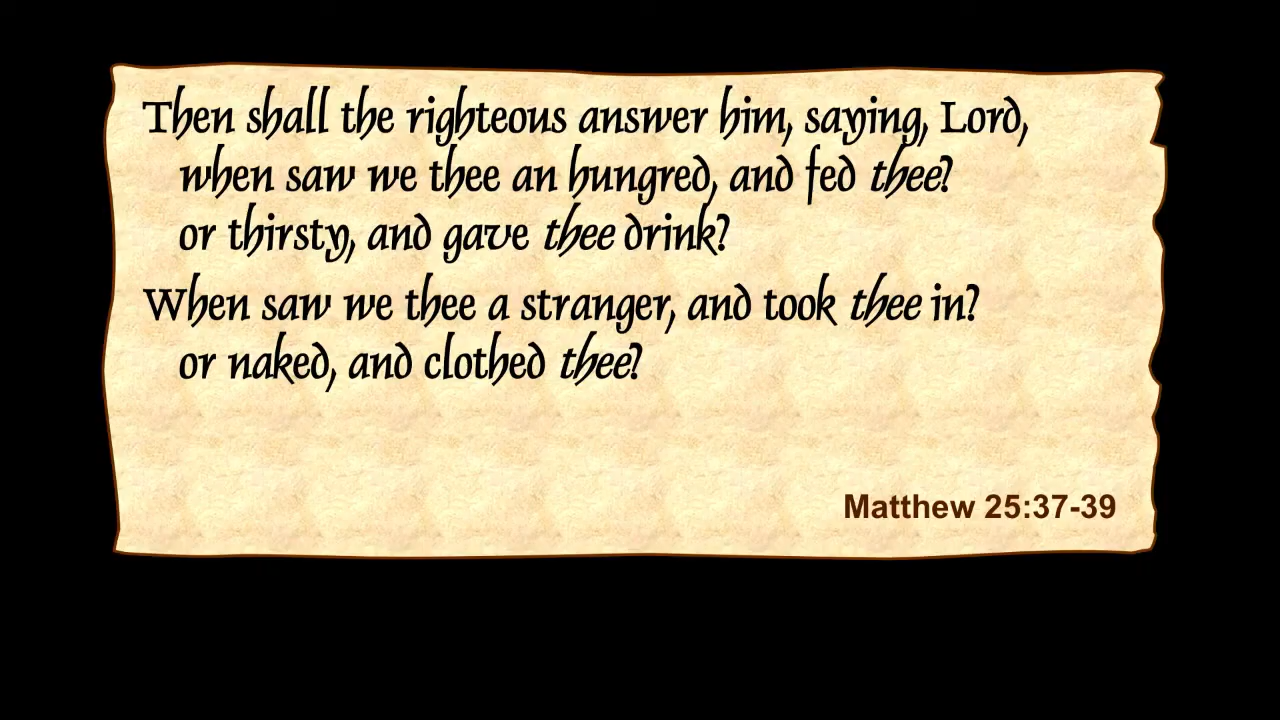 Then shall the righteous answer him, saying, Lord,
when saw we thee an hungred, and fed thee?
or thirsty, and gave thee drink?
When saw we thee a stranger, and took thee in?
or naked, and clothed thee?
Matthew 25:37-39